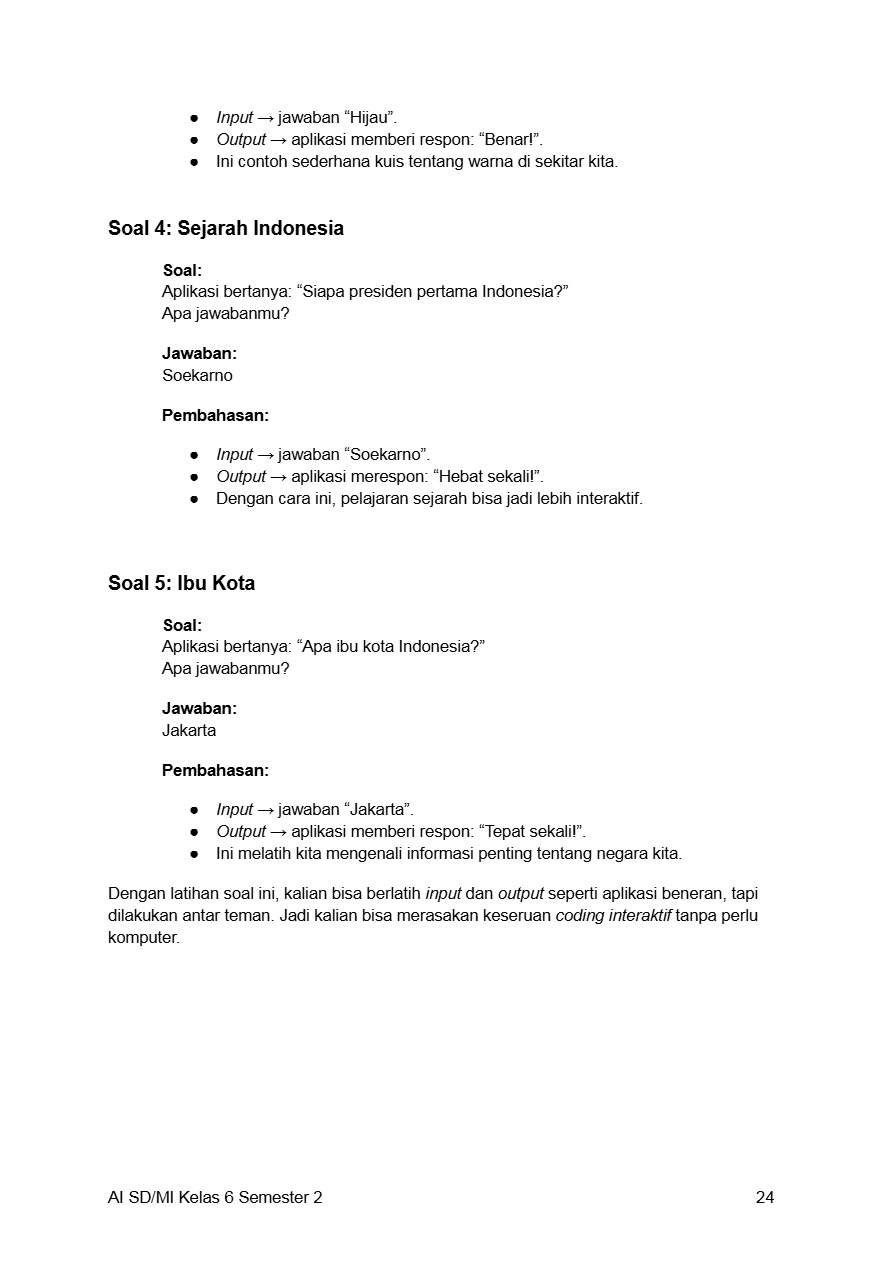 ● Input → jawaban “Hijau”.
● Output → aplikasi memberi respon: “Benar!”.
● Ini contoh sederhana kuis tentang warna di sekitar kita.
Soal 4: Sejarah Indonesia
Soal:
Aplikasi bertanya: “Siapa presiden pertama Indonesia?”
Apa jawabanmu?
Jawaban:
Soekarno
Pembahasan:
● Input → jawaban “Soekarno”.
● Output → aplikasi merespon: “Hebat sekali!”.
● Dengan cara ini, pelajaran sejarah bisa jadi lebih interaktif.
Soal 5: Ibu Kota
Soal:
Aplikasi bertanya: “Apa ibu kota Indonesia?”
Apa jawabanmu?
Jawaban:
Jakarta
Pembahasan:
● Input → jawaban “Jakarta”.
● Output → aplikasi memberi respon: “Tepat sekali!”.
● Ini melatih kita mengenali informasi penting tentang negara kita.
Dengan latihan soal ini, kalian bisa berlatih input dan output seperti aplikasi beneran, tapi
dilakukan antar teman. Jadi kalian bisa merasakan keseruan coding interaktif tanpa perlu
komputer.
AI SD/MI Kelas 6 Semester 2 24